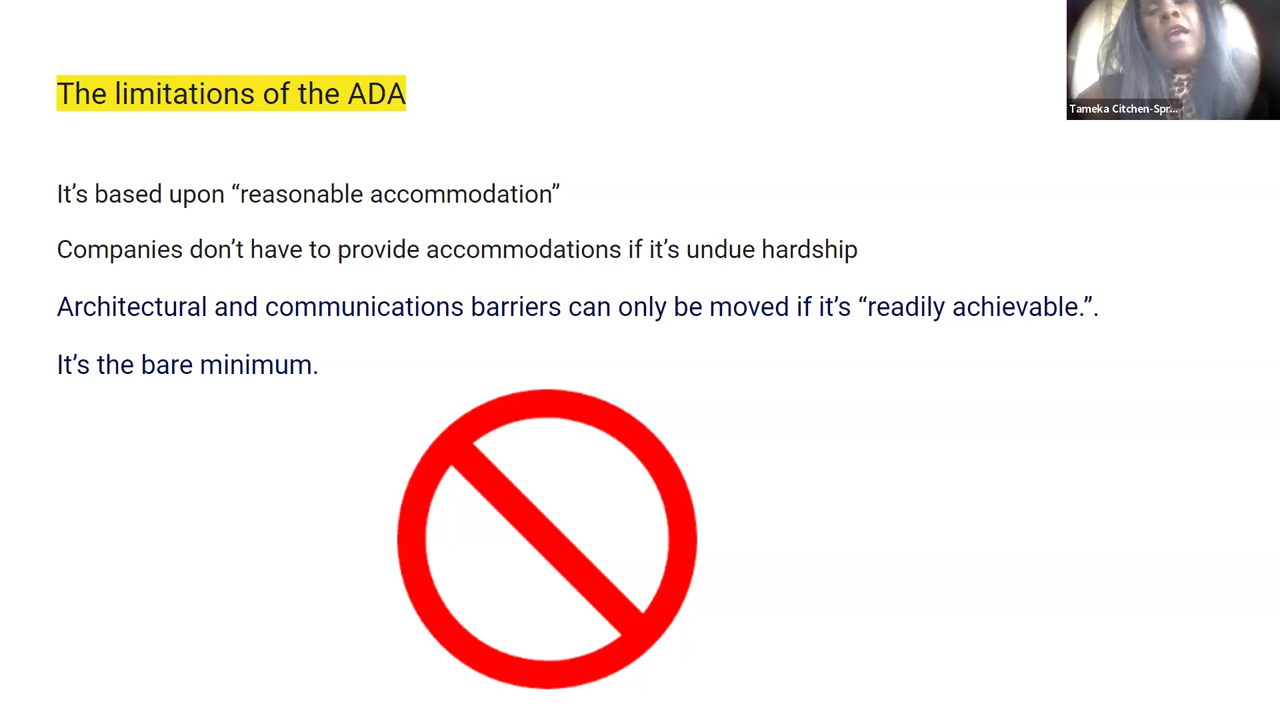 The limitations of the ADA
Tameka Citchen-Spr...
It’s based upon “reasonable accommodation”
Companies don’t have to provide accommodations if it’s undue hardship
Architectural and communications barriers can only be moved if it’s “readily achievable.”.
It’s the bare minimum.